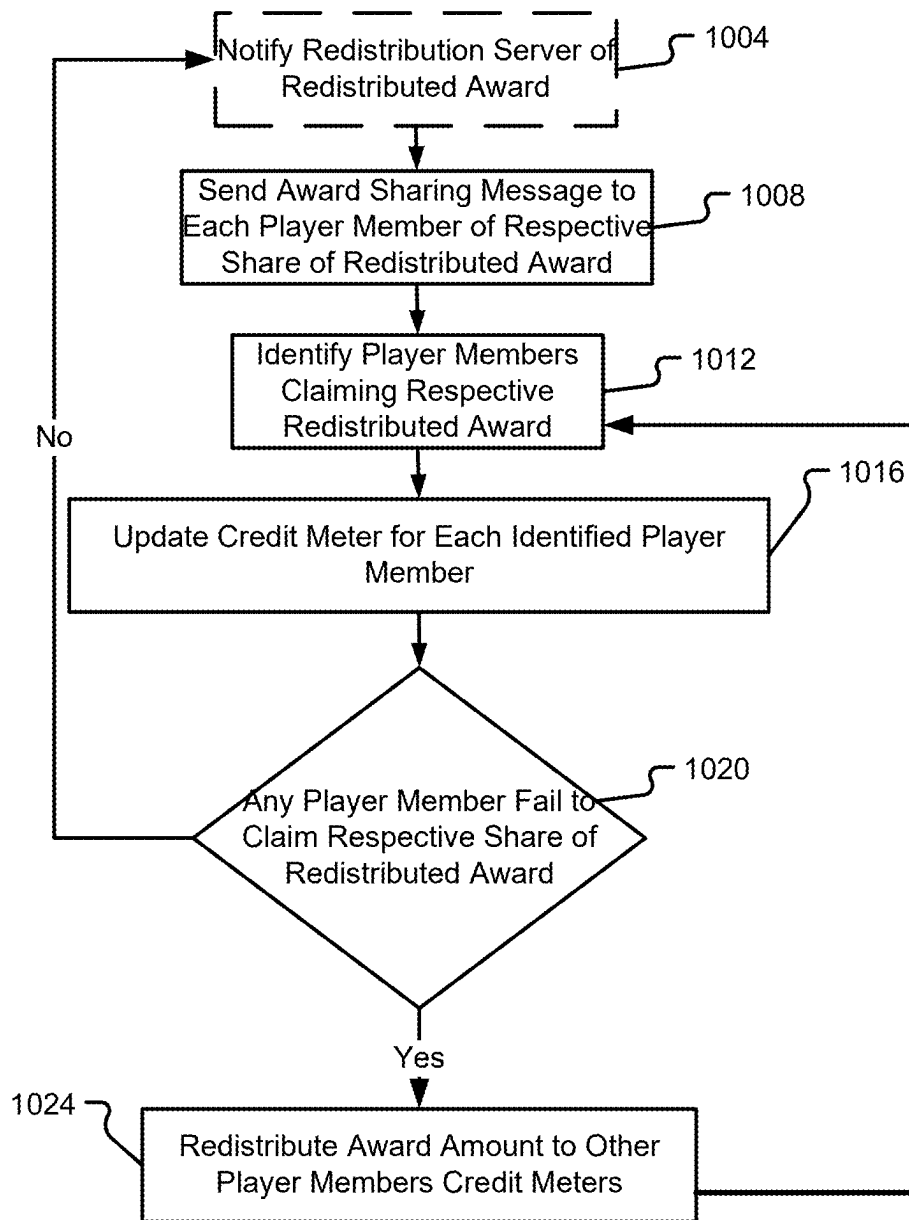 Notify Redistribution Server of
Redistributed Award
1004
Send Award Sharing Message to
Each Player Member of Respective
Share of Redistributed Award
1008
Identify Player Members
Claiming Respective
Redistributed Award
1012
No
1016
Update Credit Meter for Each Identified Player
Member
1020
Any Player Member Fail to
Claim Respective Share of
Redistributed Award
Yes
1024
Redistribute Award Amount to Other
Player Members Credit Meters